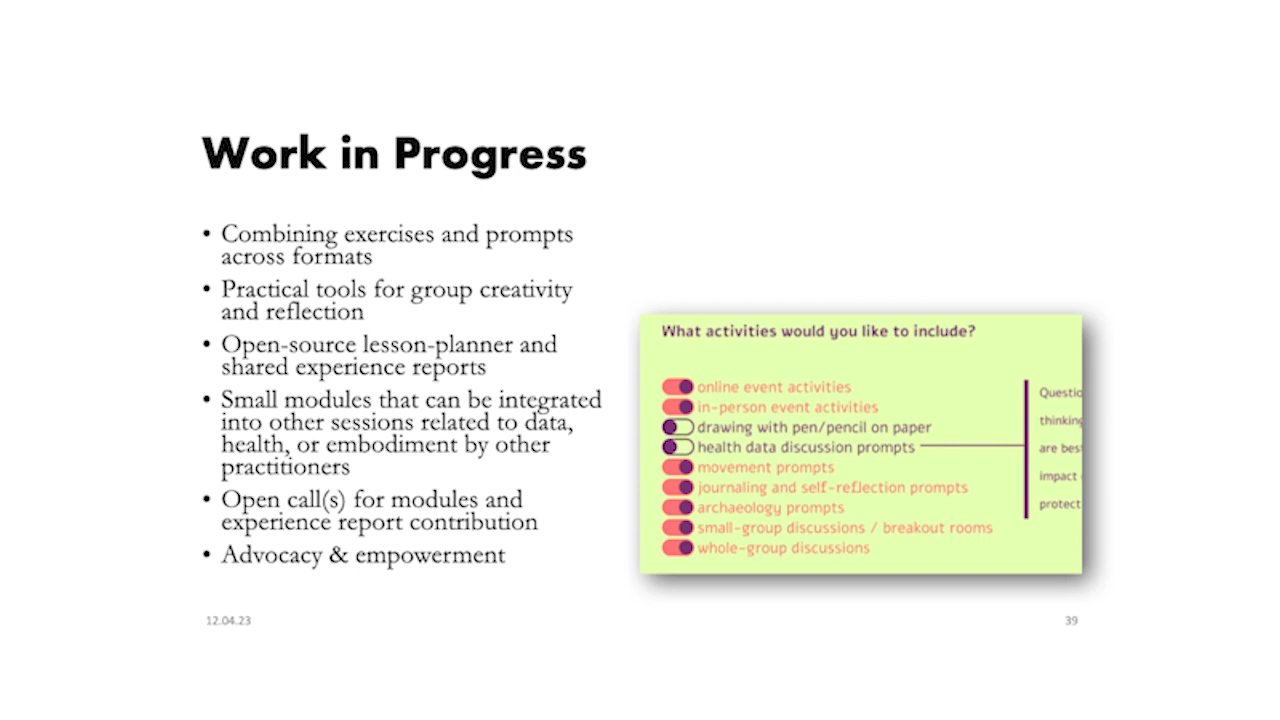 Work in Progress
• Combining exercises and prompts
across formats
• Practical tools for group creativity
and reflection
• Open-source lesson-planner and
shared experience reports
• Small modules that can be integrated
into other sessions related to data,
health, or embodiment by other
practitioners
• Open call(s) for modules and
experience report contribution
• Advocacy & empowerment
What activities would you like to include?
online event activities
in-person event activities
drawing with pen/pencil on paper
health data discussion prompts
movement prompts
journaling and self-reflection prompts
archaeology prompts
small-group discussions / breakout rooms
whole-group discussions
thinking
are
impact
protect
12.04.23
39